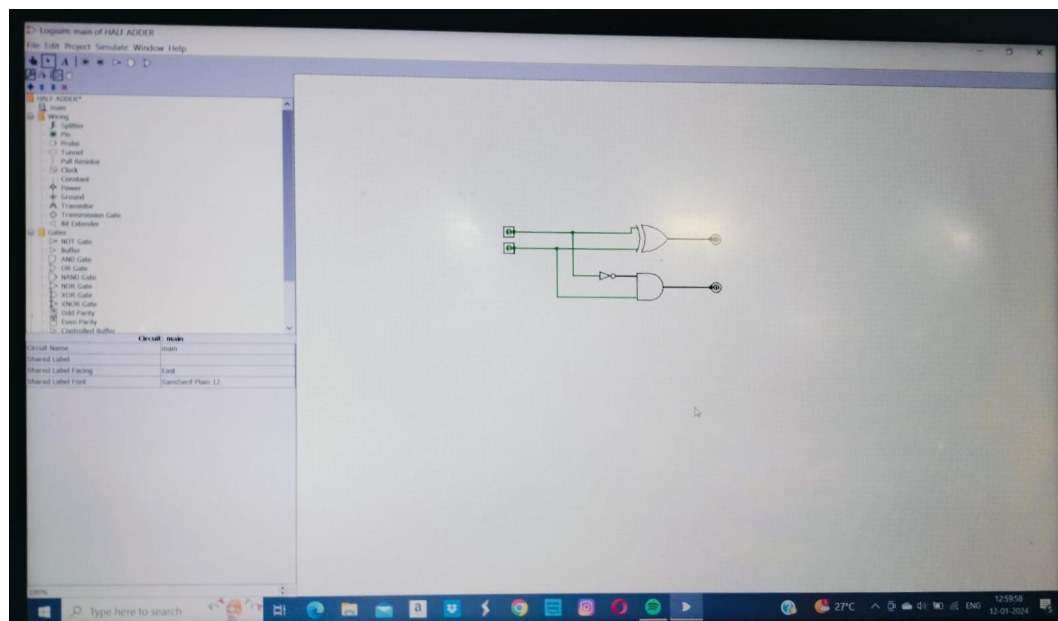 Logisim: main of HALF ADDER
File Edit Project Simulate Window Help
A
HALF ADDER*
main
Wiring
Splitter
Pin
Probe
Tunnel
Pull Resistor
Clock
Constant
Power
Ground
Transistor
Transmission Gate
Bit Extender
Gates
NOT Gate
Buffer
AND Gate
OR Gate
NAND Gate
NOR Gate
XOR Gate
XNOR Gate
Odd Parity
Even Parity
Controlled Buffer
Circuit: main
Circuit Name main
Shared Label
Shared Label Facing East
Shared Label Font SansSerif Plain 12
100%
Type here to search
a
27°C
ENG
12:59:58
12-01-2024